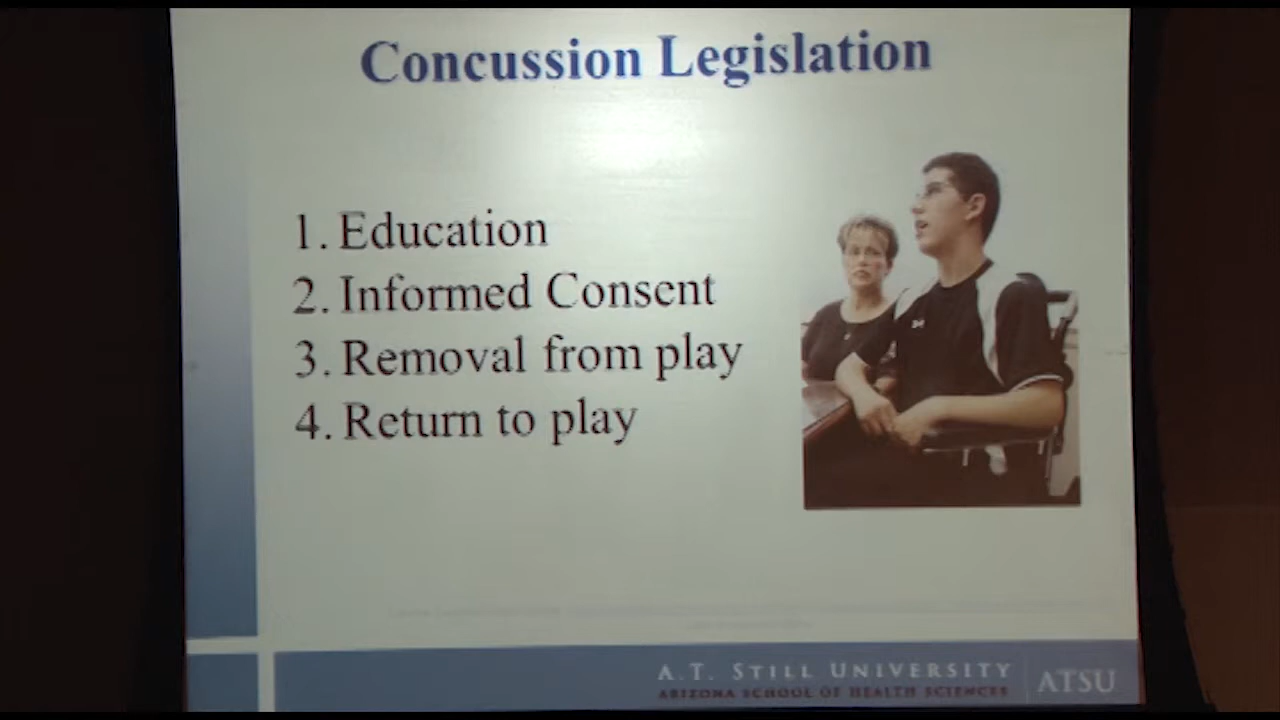 Concussion Legislation
1. Education
2. Informed Consent
3. Removal from play
4. Return to play
A.T. STILL UNIVERSITY
ARIZONA SCHOOL OF HEALTH SCIENCES
ATSU